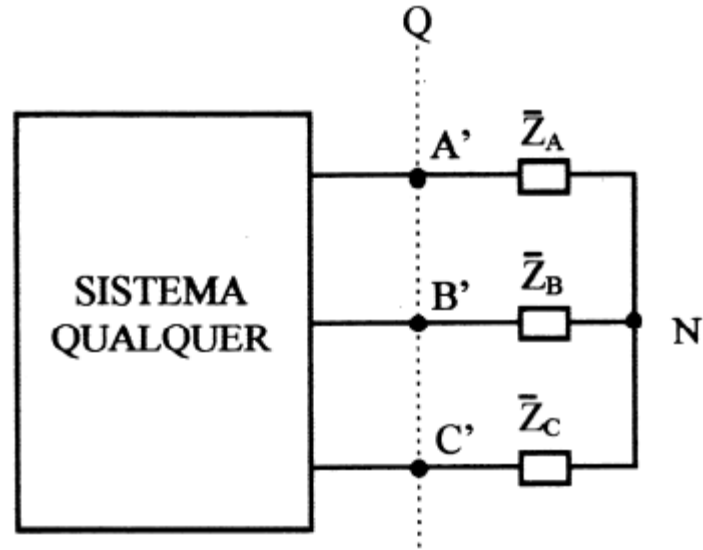 Q
A’
Z̄A
SISTEMA
QUALQUER
B’
Z̄B
N
C’
Z̄C